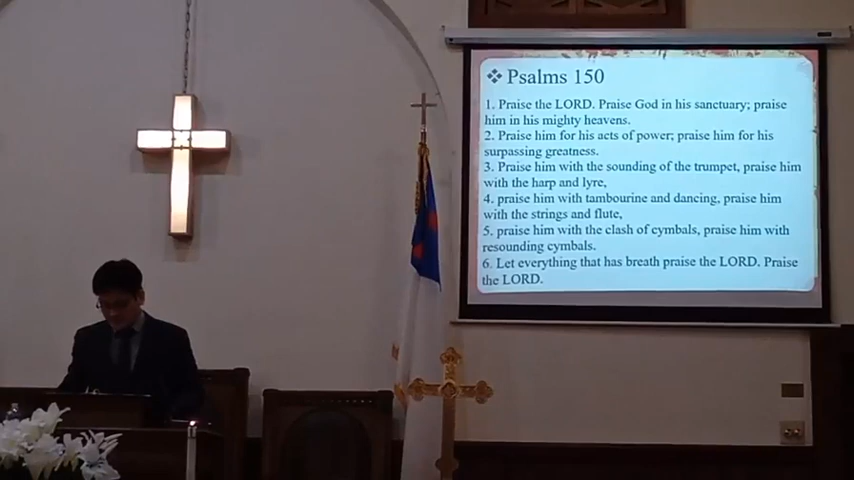 ❖ Psalms 150
1. Praise the LORD. Praise God in his sanctuary; praise
him in his mighty heavens.
2. Praise him for his acts of power; praise him for his
surpassing greatness.
3. Praise him with the sounding of the trumpet, praise him
with the harp and lyre,
4. praise him with tambourine and dancing, praise him
with the strings and flute,
5. praise him with the clash of cymbals, praise him with
resounding cymbals.
6. Let everything that has breath praise the LORD. Praise
the LORD.